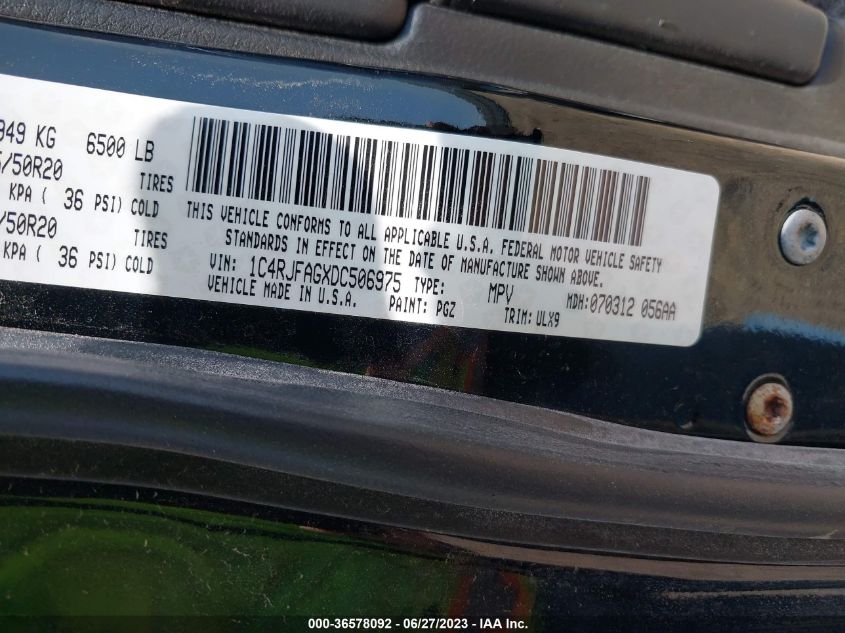 949 KG 6500 LB
5/50R20 TIRES
KPA ( 36 PSI) COLD
/50R20 TIRES
KPA ( 36 PSI) COLD
THIS VEHICLE CONFORMS TO ALL APPLICABLE U.S.A. FEDERAL MOTOR VEHICLE SAFETY
STANDARDS IN EFFECT ON THE DATE OF MANUFACTURE SHOWN ABOVE.
VIN: 1C4RJFAGXDC506975 TYPE: MPV MDH:070312 056AA
VEHICLE MADE IN U.S.A. PAINT: PGZ TRIM: ULX9
000-36578092 - 06/27/2023 - IAA Inc.